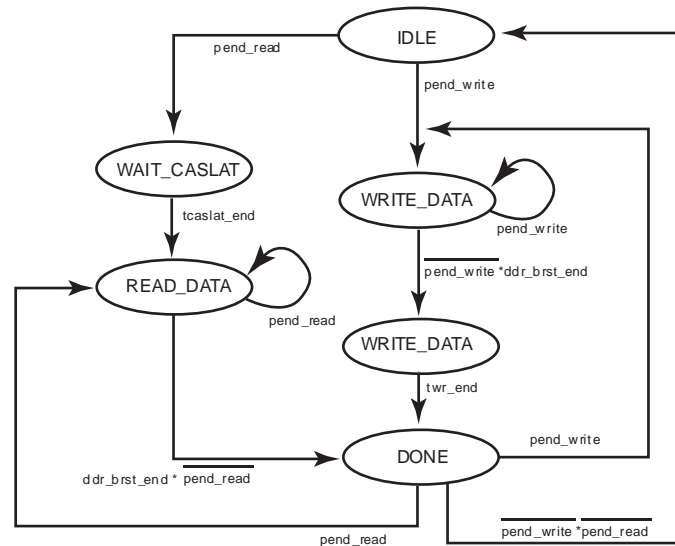 IDLE
pend_read
pend_write
WAIT_CASLAT
WRITE_DATA
tcaslat_end
pend_write
READ_DATA
pend_write *ddr_brst_end
pend_read
WRITE_DATA
twr_end
pend_write
DONE
ddr_brst_end * pend_read
pend_write *pend_read
pend_read